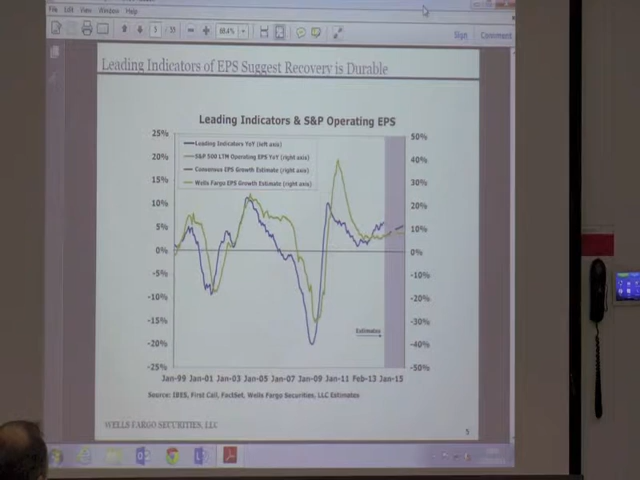 File Edit View Window Help
5 / 35
Sign Comment
Leading Indicators of EPS Suggest Recovery is Durable
Leading Indicators & S&P Operating EPS
Leading Indicators YoY (left axis)
S&P 500 LTM Operating EPS YoY (right axis)
Consensus EPS Growth Estimate (right axis)
Wells Fargo EPS Growth Estimate (right axis)
25% 50%
20% 40%
15% 30%
10% 20%
5% 10%
0% 0%
-5% -10%
-10% -20%
-15% -30%
-20% -40%
-25% -50%
Estimates
Jan-99 Jan-01 Jan-03 Jan-05 Jan-07 Jan-09 Jan-11 Feb-13 Jan-15
Source: IBES, First Call, FactSet, Wells Fargo Securities, LLC Estimates
WELLS FARGO SECURITIES, LLC
5